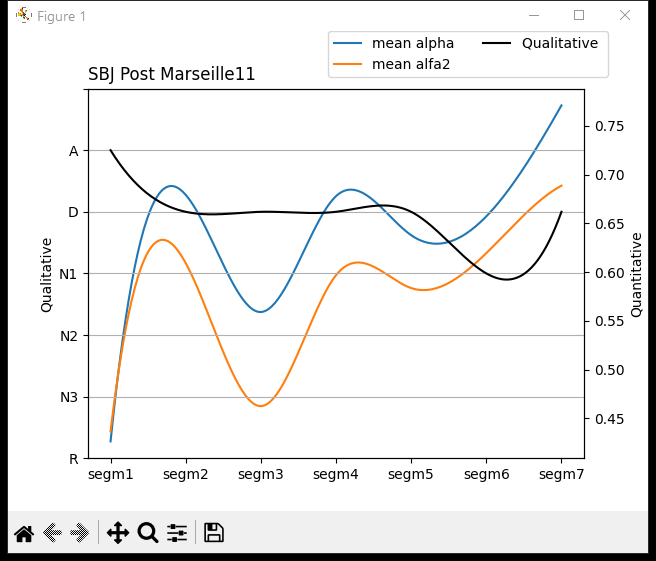 Figure 1
mean alpha
mean alfa2
Qualitative
SBJ Post Marseille11
A
D
N1
N2
N3
R
Qualitative
0.75
0.70
0.65
0.60
0.55
0.50
0.45
Quantitative
segm1 segm2 segm3 segm4 segm5 segm6 segm7